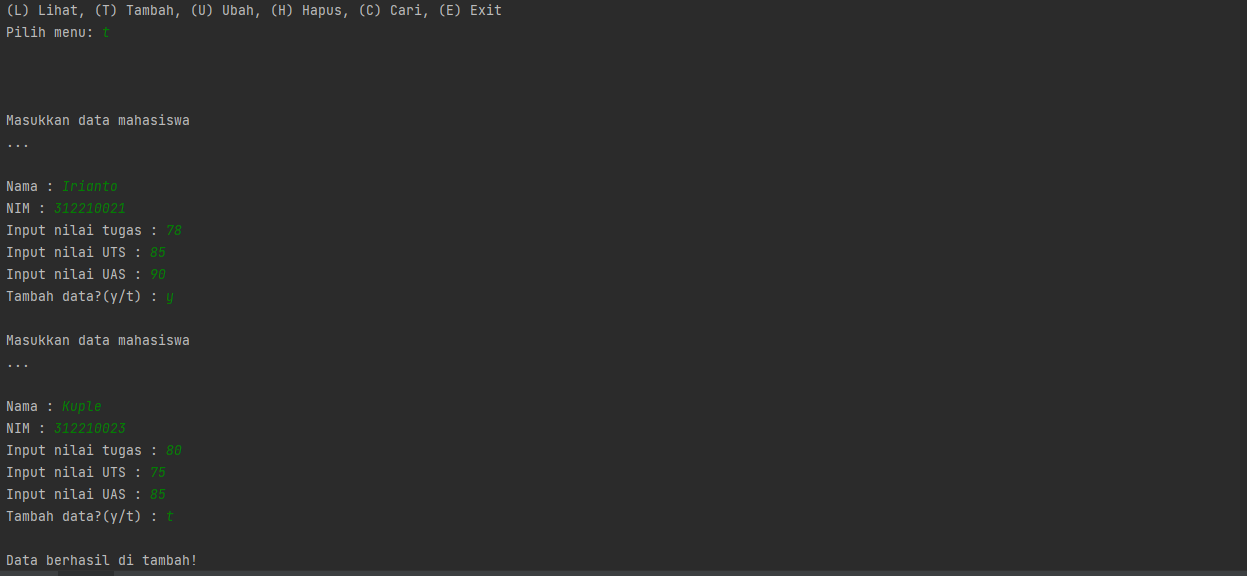 (L) Lihat, (T) Tambah, (U) Ubah, (H) Hapus, (C) Cari, (E) Exit
Pilih menu: t
Masukkan data mahasiswa
...
Nama : Irianto
NIM : 312210021
Input nilai tugas : 78
Input nilai UTS : 85
Input nilai UAS : 90
Tambah data?(y/t) : y
Masukkan data mahasiswa
...
Nama : Kuple
NIM : 312210023
Input nilai tugas : 80
Input nilai UTS : 75
Input nilai UAS : 85
Tambah data?(y/t) : t
Data berhasil di tambah!